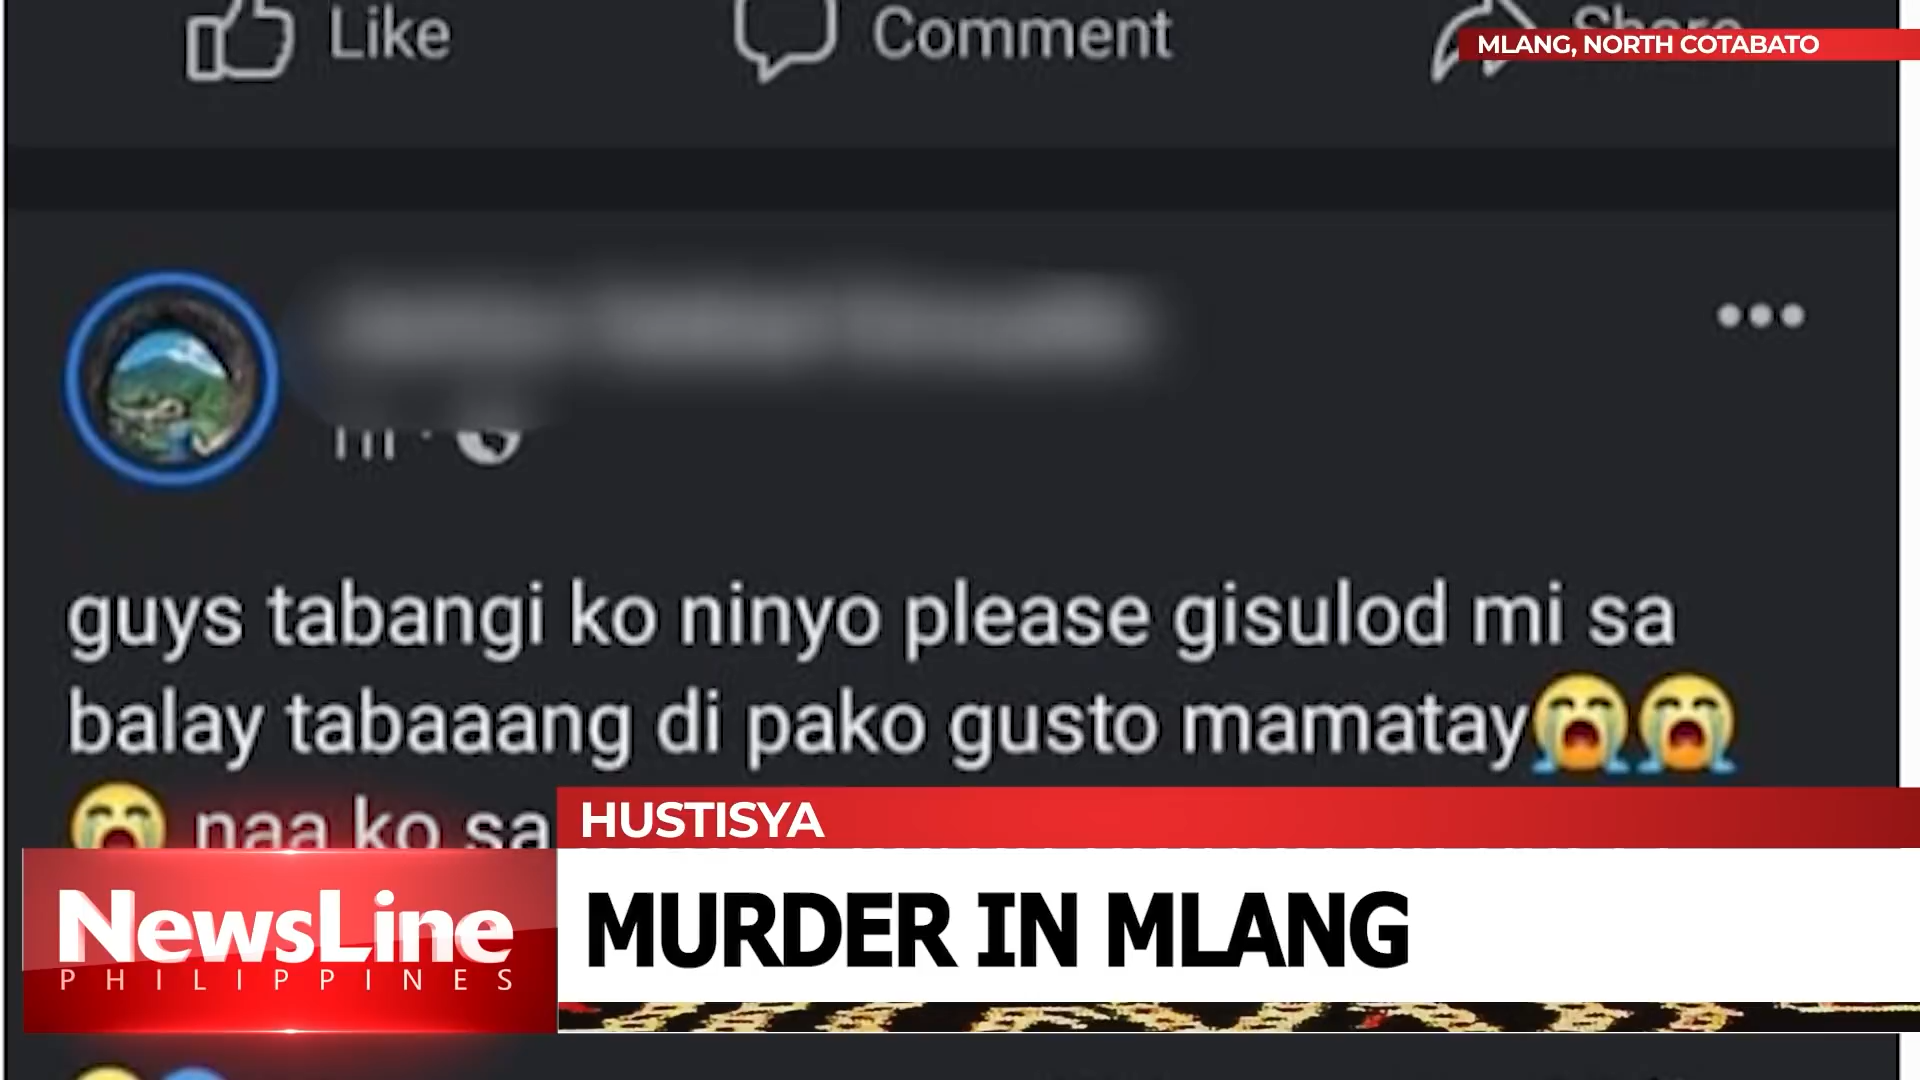 Like Comment Share
MLANG, NORTH COTABATO
guys tabangi ko ninyo please gisulod mi sa
balay tabaaang di pako gusto mamatay😭😭
😭 naa ko sa
HUSTISYA
NewsLine
PHILIPPINES
MURDER IN MLANG